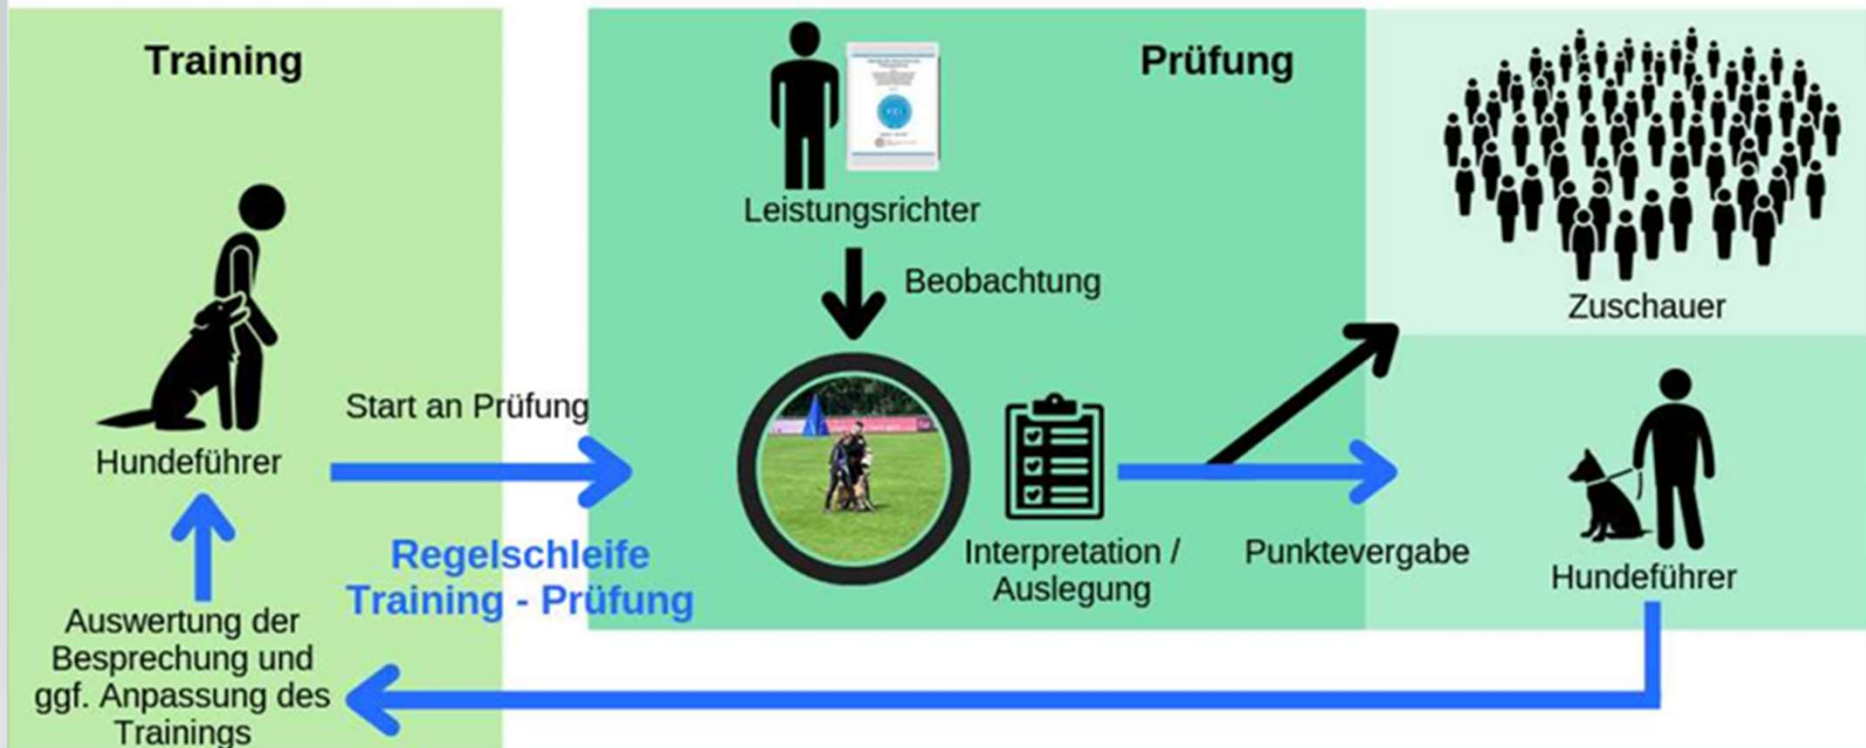 Training
Prüfung
Leistungsrichter
Beobachtung
Zuschauer
Start an Prüfung
Hundeführer
Regelschleife
Training - Prüfung
Interpretation /
Auslegung
Punktevergabe
Hundeführer
Auswertung der
Besprechung und
ggf. Anpassung des
Trainings